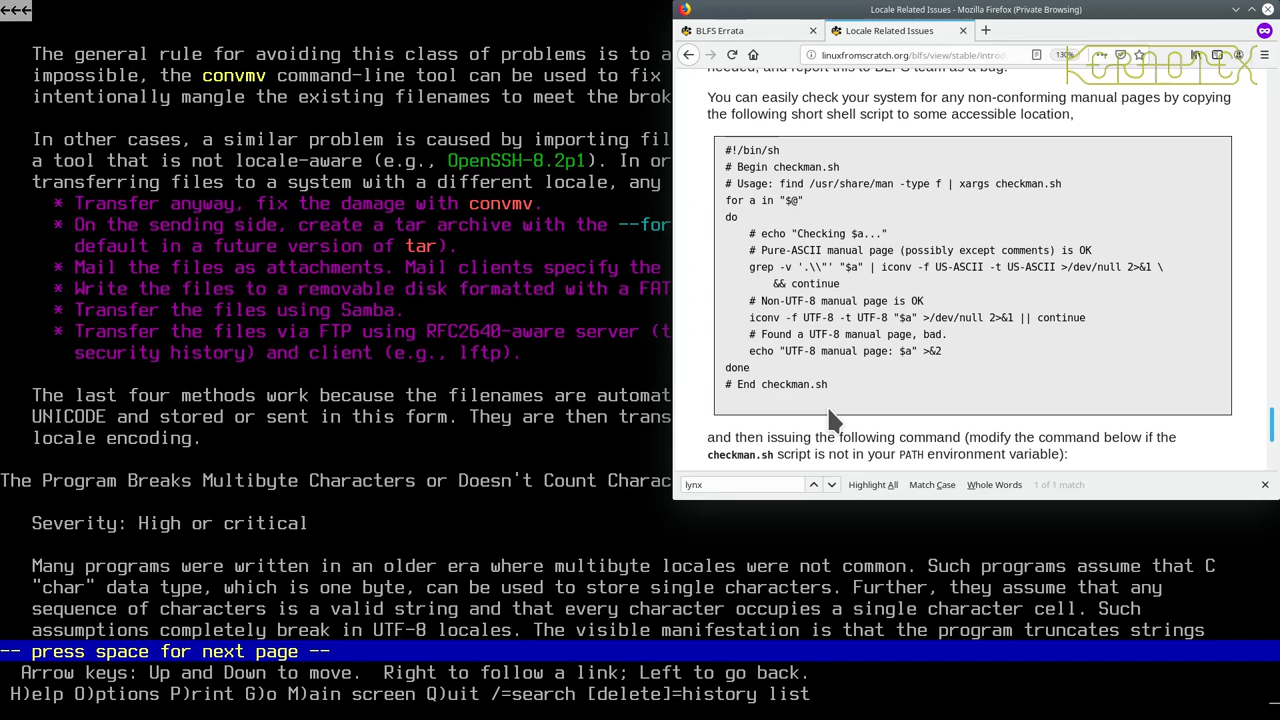 ←←←
The general rule for avoiding this class of problems is to a
impossible, the convmv command-line tool can be used to fix
intentionally mangle the existing filenames to meet the brok
In other cases, a similar problem is caused by importing fil
a tool that is not locale-aware (e.g., OpenSSH-8.2p1). In or
transferring files to a system with a different locale, any
* Transfer anyway, fix the damage with convmv.
* On the sending side, create a tar archive with the --for
default in a future version of tar).
* Mail the files as attachments. Mail clients specify the
* Write the files to a removable disk formatted with a FAT
* Transfer the files using Samba.
* Transfer the files via FTP using RFC2640-aware server (t
security history) and client (e.g., lftp).
The last four methods work because the filenames are automat
UNICODE and stored or sent in this form. They are then trans
locale encoding.
The Program Breaks Multibyte Characters or Doesn't Count Charac
Severity: High or critical
Many programs were written in an older era where multibyte locales were not common. Such programs assume that C
"char" data type, which is one byte, can be used to store single characters. Further, they assume that any
sequence of characters is a valid string and that every character occupies a single character cell. Such
assumptions completely break in UTF-8 locales. The visible manifestation is that the program truncates strings
-- press space for next page --
Arrow keys: Up and Down to move.  Right to follow a link; Left to go back.
H)elp O)ptions P)rint G)o M)ain screen Q)uit /=search [delete]=history list
Locale Related Issues - Mozilla Firefox (Private Browsing)
BLFS Errata
Locale Related Issues
linuxfromscratch.org/blfs/view/stable/introd
130%
needed, and report this to BLFS team as a bug.
You can easily check your system for any non-conforming manual pages by copying
the following short shell script to some accessible location,
#!/bin/sh
# Begin checkman.sh
# Usage: find /usr/share/man -type f | xargs checkman.sh
for a in "$@"
do
# echo "Checking $a..."
# Pure-ASCII manual page (possibly except comments) is OK
grep -v '.\\"' "$a" | iconv -f US-ASCII -t US-ASCII >/dev/null 2>&1 \
&& continue
# Non-UTF-8 manual page is OK
iconv -f UTF-8 -t UTF-8 "$a" >/dev/null 2>&1 || continue
# Found a UTF-8 manual page, bad.
echo "UTF-8 manual page: $a" >&2
done
# End checkman.sh
and then issuing the following command (modify the command below if the
checkman.sh script is not in your PATH environment variable):
lynx
Highlight All
Match Case
Whole Words
1 of 1 match